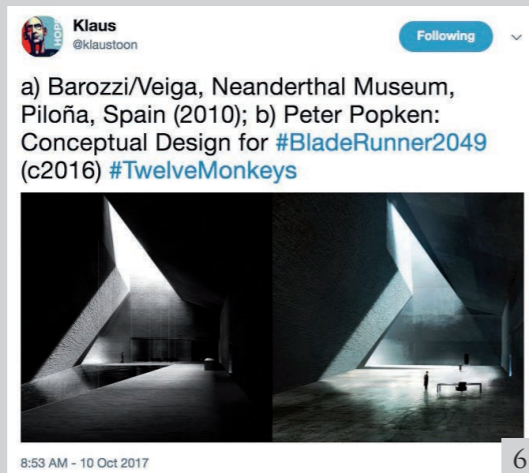 Klaus
@klaustoon
Following
a) Barozzi/Veiga, Neanderthal Museum,
Piloña, Spain (2010); b) Peter Popken:
Conceptual Design for #BladeRunner2049
(c2016) #TwelveMonkeys
8:53 AM - 10 Oct 2017
6